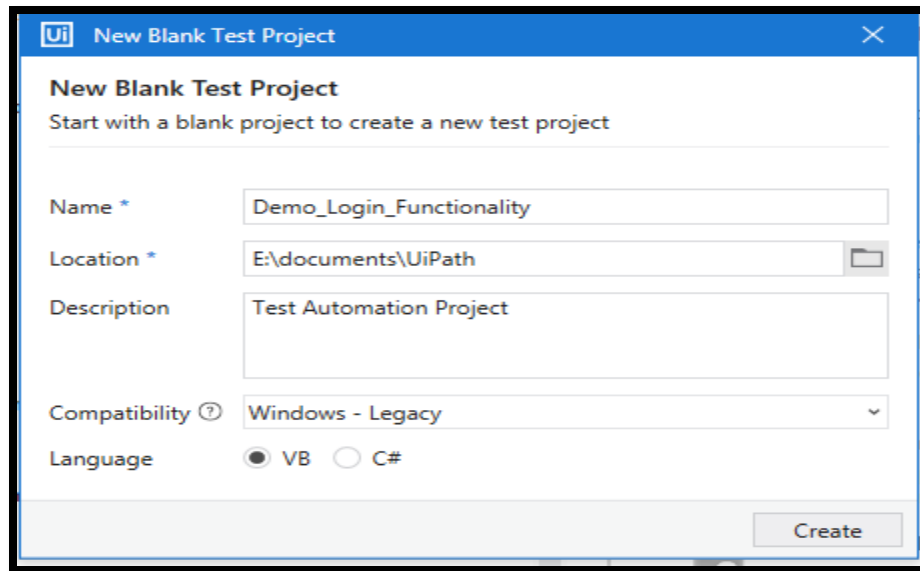 Ui New Blank Test Project
New Blank Test Project
Start with a blank project to create a new test project
Name * Demo_Login_Functionality
Location * E:\documents\UiPath
Description Test Automation Project
Compatibility ? Windows - Legacy
Language VB C#
Create